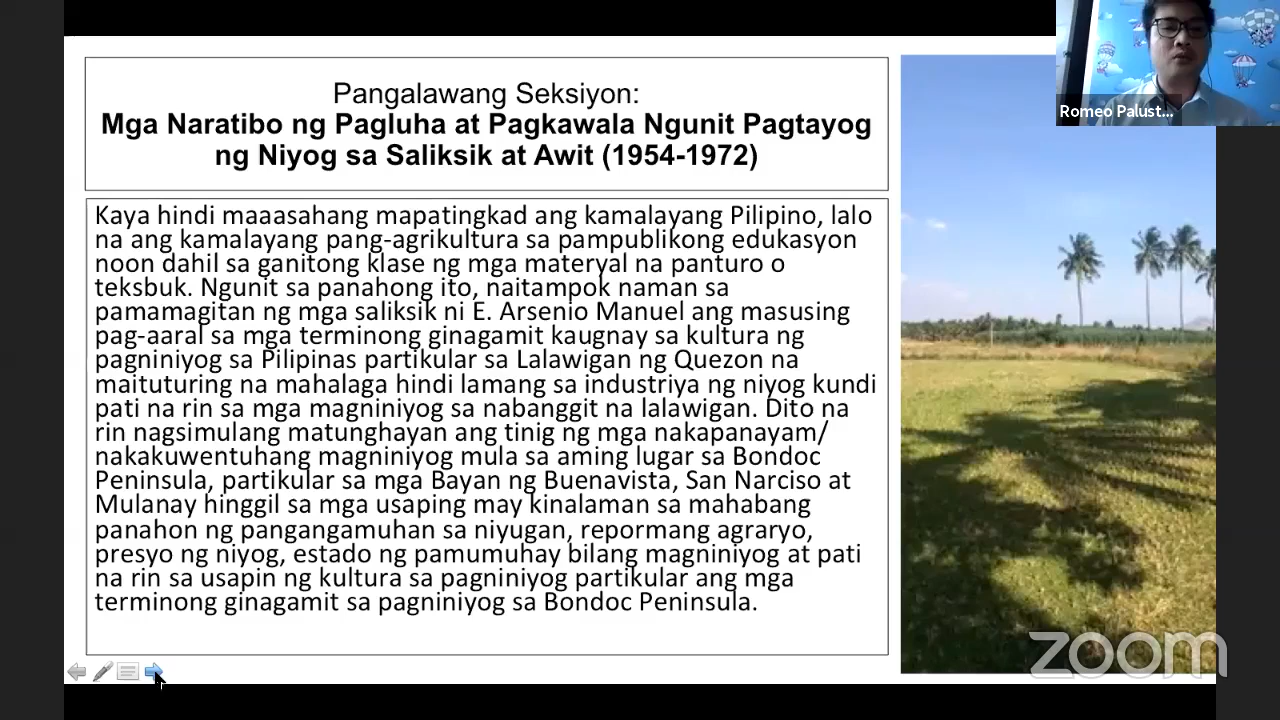 Pangalawang Seksiyon:
Mga Naratibo ng Pagluha at Pagkawala Ngunit Pagtayog
ng Niyog sa Saliksik at Awit (1954-1972)
Kaya hindi maaasahang mapatingkad ang kamalayang Pilipino, lalo
na ang kamalayang pang-agrikultura sa pampublikong edukasyon
noon dahil sa ganitong klase ng mga materyal na panturo o
teksbuk. Ngunit sa panahong ito, naitampok naman sa
pamamagitan ng mga saliksik ni E. Arsenio Manuel ang masusing
pag-aaral sa mga terminong ginagamit kaugnay sa kultura ng
pagniniyog sa Pilipinas partikular sa Lalawigan ng Quezon na
maituturing na mahalaga hindi lamang sa industriya ng niyog kundi
pati na rin sa mga magniniyog sa nabanggit na lalawigan. Dito na
rin nagsimulang matunghayan ang tinig ng mga nakapanayam/
nakakuwentuhang magniniyog mula sa aming lugar sa Bondoc
Peninsula, partikular sa mga Bayan ng Buenavista, San Narciso at
Mulanay hinggil sa mga usaping may kinalaman sa mahabang
panahon ng pangangamuhan sa niyugan, repormang agraryo,
presyo ng niyog, estado ng pamumuhay bilang magniniyog at pati
na rin sa usapin ng kultura sa pagniniyog partikular ang mga
terminong ginagamit sa pagniniyog sa Bondoc Peninsula.
Romeo Palust...
zoom